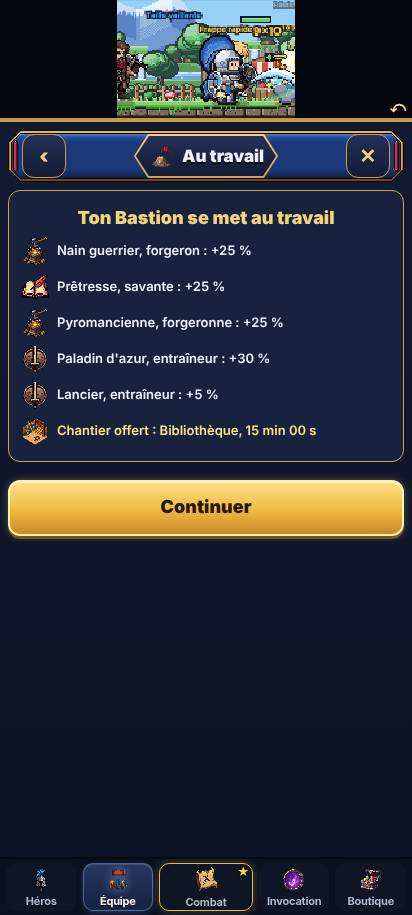 Taille vaillante
Frappe rapide
‹
Au travail
✕
Ton Bastion se met au travail
Nain guerrier, forgeron : +25 %
Prêtresse, savante : +25 %
Pyromancienne, forgeronne : +25 %
Paladin d'azur, entraîneur : +30 %
Lancier, entraîneur : +5 %
Chantier offert : Bibliothèque, 15 min 00 s
Continuer
Héros
Équipe
Combat
Invocation
Boutique